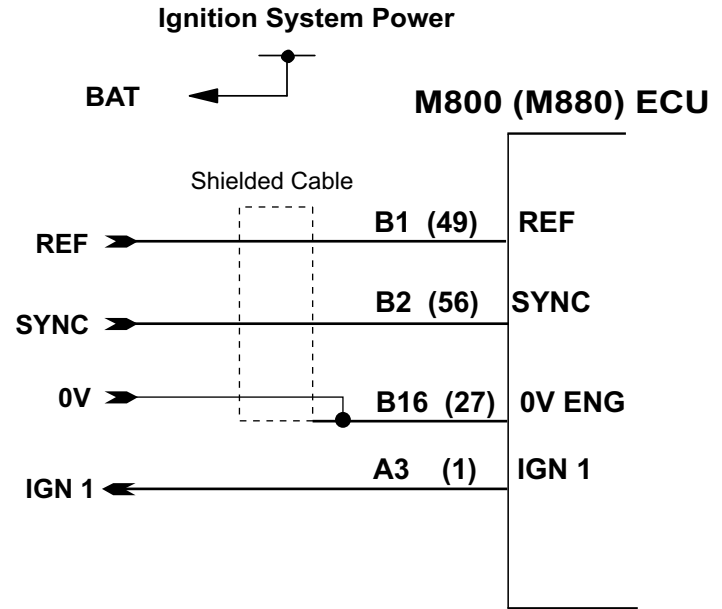 Ignition System Power
BAT
M800 (M880) ECU
Shielded Cable
REF B1 (49) REF
SYNC B2 (56) SYNC
0V B16 (27) 0V ENG
IGN 1 A3 (1) IGN 1